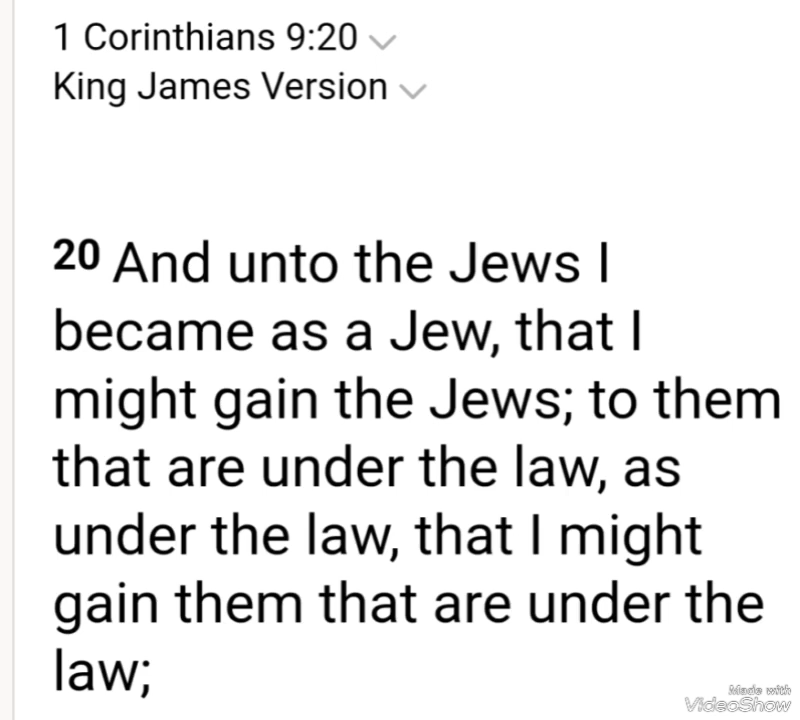 1 Corinthians 9:20
King James Version
20 And unto the Jews I
became as a Jew, that I
might gain the Jews; to them
that are under the law, as
under the law, that I might
gain them that are under the
law;
Made with
VideoShow